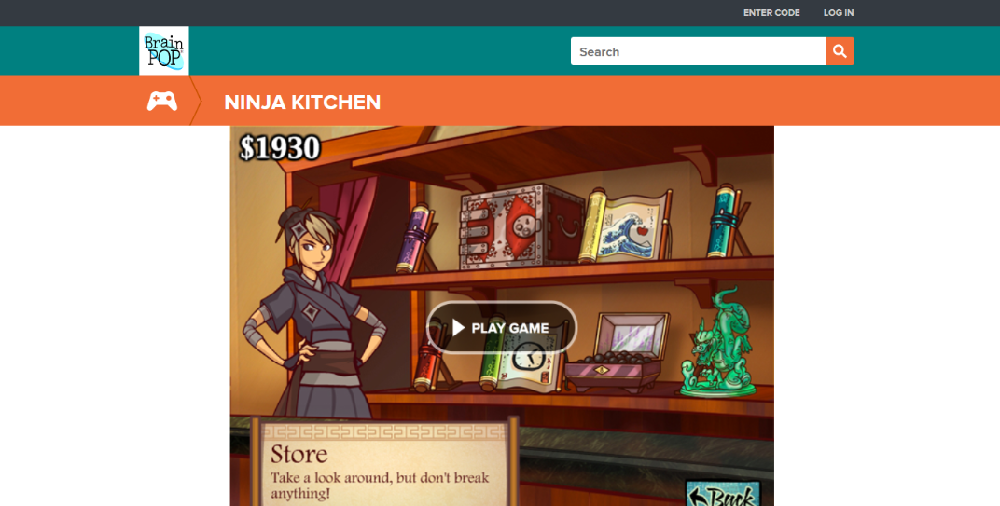 ENTER CODE LOG IN
Brain
POP
Search
NINJA KITCHEN
$1930
PLAY GAME
Store
Take a look around, but don't break
anything!
Back